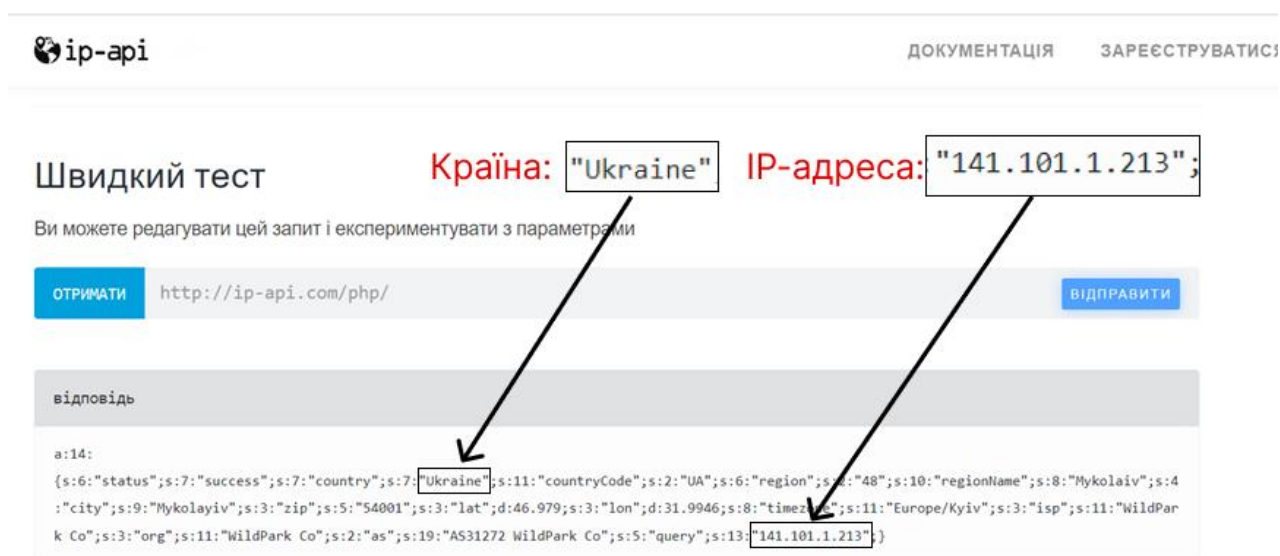 ip-api
ДОКУМЕНТАЦІЯ ЗАРЕЄСТРУВАТИСЯ
Швидкий тест
Країна: "Ukraine" IP-адреса: "141.101.1.213";
Ви можете редагувати цей запит і експериментувати з параметрами
ОТРИМАТИ http://ip-api.com/php/ ВІДПРАВИТИ
відповідь
a:14:
{s:6:"status";s:7:"success";s:7:"country";s:7:"Ukraine";s:11:"countryCode";s:2:"UA";s:6:"region";s:2:"48";s:10:"regionName";s:8:"Mykolaiv";s:4
:"city";s:9:"Mykolayiv";s:3:"zip";s:5:"54001";s:3:"lat";d:46.979;s:3:"lon";d:31.9946;s:8:"timezone";s:11:"Europe/Kyiv";s:3:"isp";s:11:"WildPar
k Co";s:3:"org";s:11:"WildPark Co";s:2:"as";s:19:"AS31272 WildPark Co";s:5:"query";s:13:"141.101.1.213";}